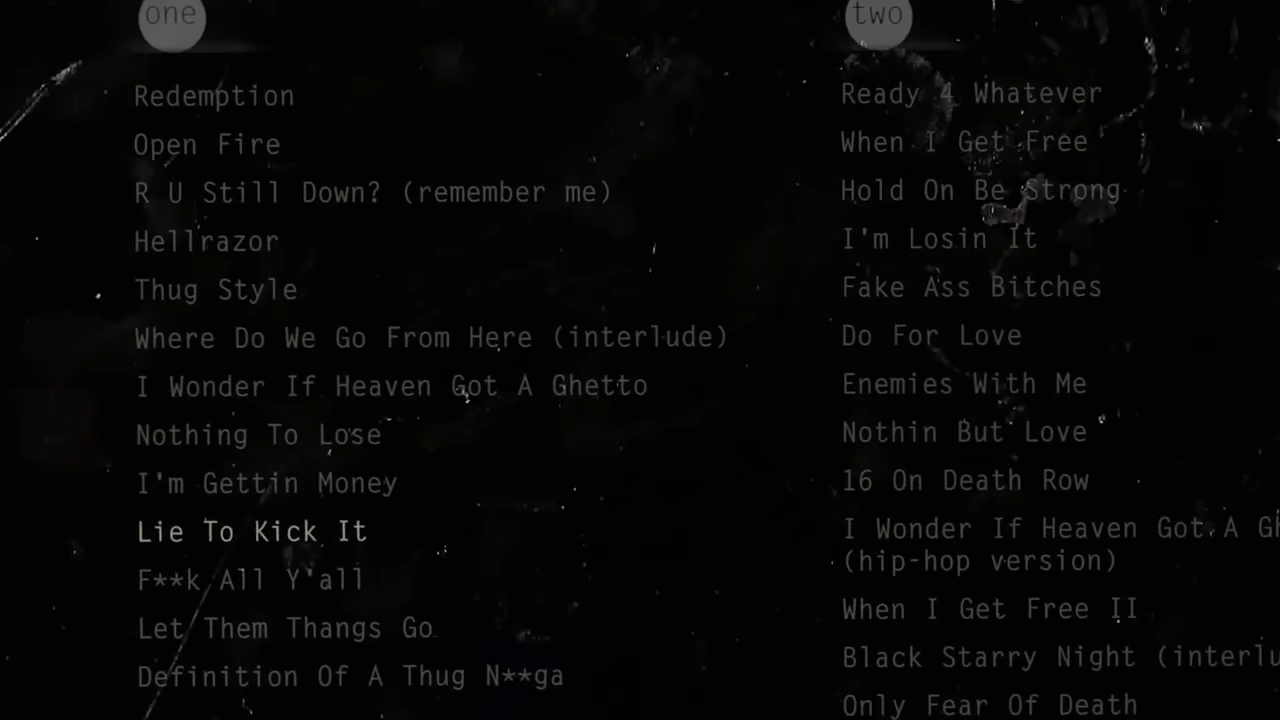 one
Redemption
Open Fire
R U Still Down? (remember me)
Hellrazor
Thug Style
Where Do We Go From Here (interlude)
I Wonder If Heaven Got A Ghetto
Nothing To Lose
I'm Gettin Money
Lie To Kick It
F**k All Y'all
Let Them Thangs Go
Definition Of A Thug N**ga
two
Ready 4 Whatever
When I Get Free
Hold On Be Strong
I'm Losin It
Fake Ass Bitches
Do For Love
Enemies With Me
Nothin But Love
16 On Death Row
I Wonder If Heaven Got A
(hip-hop version)
When I Get Free II
Black Starry Night
Only Fear Of Death